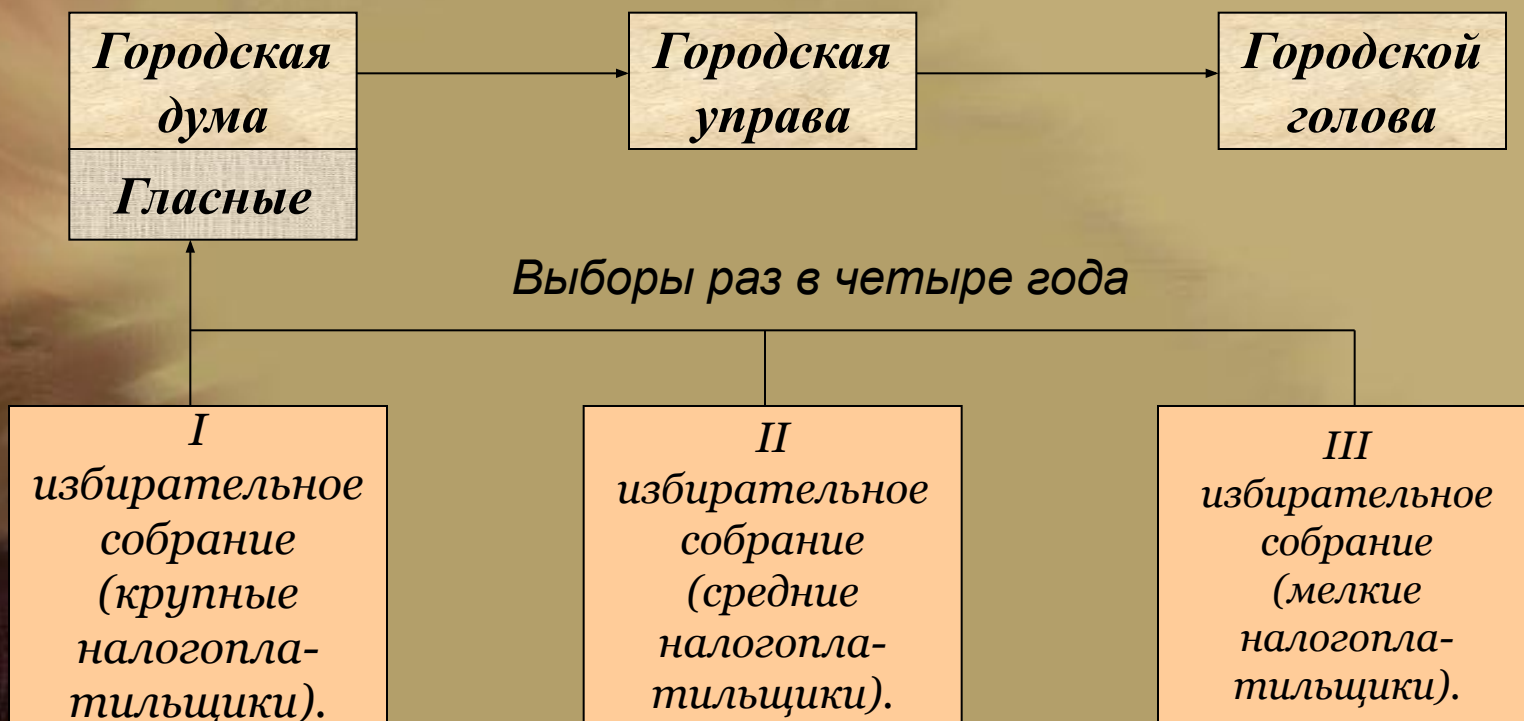 Городская
дума
Гласные
Городская
управа
Городской
голова
Выборы раз в четыре года
I
избирательное
собрание
(крупные
налогопла-
тильщики).
II
избирательное
собрание
(средние
налогопла-
тильщики).
III
избирательное
собрание
(мелкие
налогопла-
тильщики).